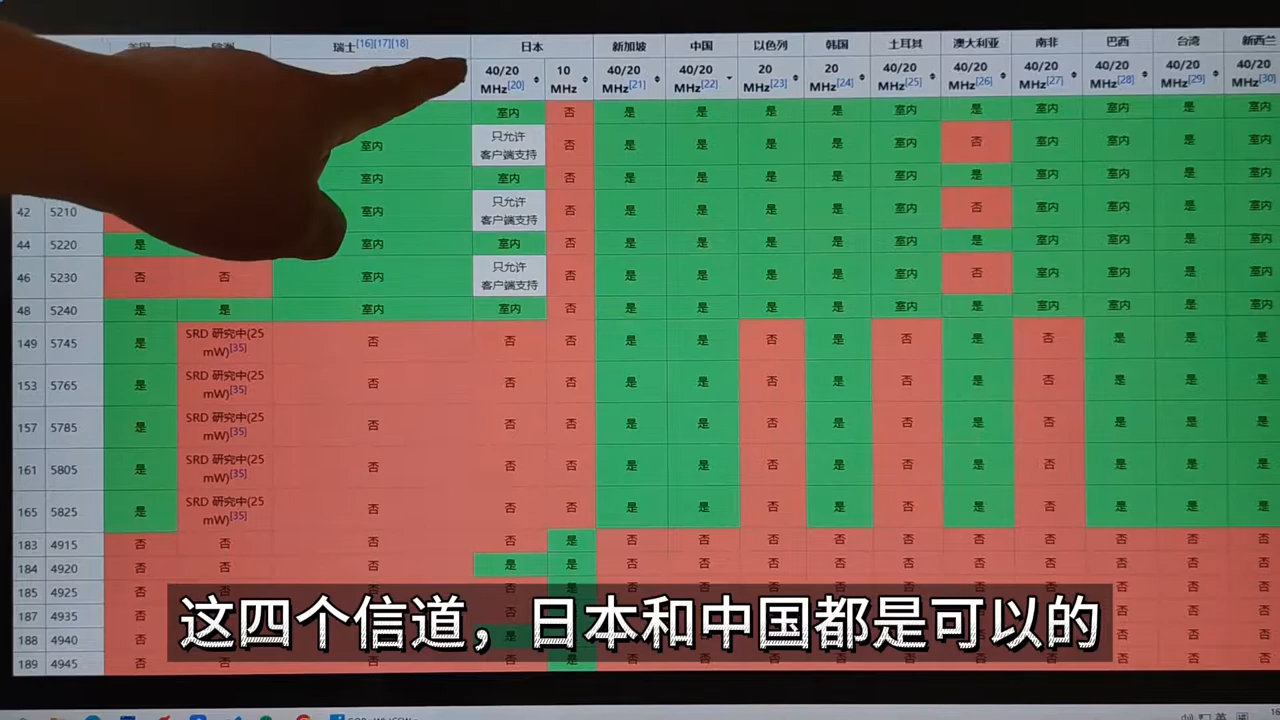 瑞士[16][17][18] 日本 新加坡 中国 以色列 韩国 土耳其 澳大利亚 南非 巴西 台湾 新西兰
40/20 MHz[20] 10 MHz 40/20 MHz[21] 40/20 MHz[22] 20 MHz[23] 20 MHz[24] 40/20 MHz[25] 40/20 MHz[26] 40/20 MHz[27] 40/20 MHz[28] 40/20 MHz[29] 40/20 MHz[30]
室内 否 是 是 是 是 室内 是 室内 室内 是 室内
室内 只允许 客户端支持 否 是 是 是 是 室内 否 室内 室内 是 室内
室内 室内 否 是 是 是 是 室内 是 室内 室内 是 室内
42 5210 室内 只允许 客户端支持 否 是 是 是 是 室内 否 室内 室内 是 室内
44 5220 是 室内 室内 否 是 是 是 是 室内 是 室内 室内 是 室内
46 5230 否 否 室内 只允许 客户端支持 否 是 是 是 是 室内 否 室内 室内 是 室内
48 5240 是 是 室内 室内 否 是 是 是 是 室内 是 室内 室内 是 室内
149 5745 是 SRD 研究中(25 mW)[35] 否 否 否 是 是 否 是 否 是 否 是 是 是
153 5765 是 SRD 研究中(25 mW)[35] 否 否 否 是 是 否 是 否 是 否 是 是 是
157 5785 是 SRD 研究中(25 mW)[35] 否 否 否 是 是 否 是 否 是 否 是 是 是
161 5805 是 SRD 研究中(25 mW)[35] 否 否 否 是 是 否 是 否 是 否 是 是 是
165 5825 是 SRD 研究中(25 mW)[35] 否 否 否 是 是 否 是 否 是 否 是 是 是
183 4915 否 否 否 否 是 否 否 否 否 否 否 否 否 否 否
184 4920 否 否 否 是 是 否 否 否 否 否 否 否 否 否 否
185 4925 否 否 否 是 否 否 否 否 否 否 否 否 否 否
187 4935 否 否
188 4940 否 是 否
189 4945 否 否 是 否
这四个信道，日本和中国都是可以的